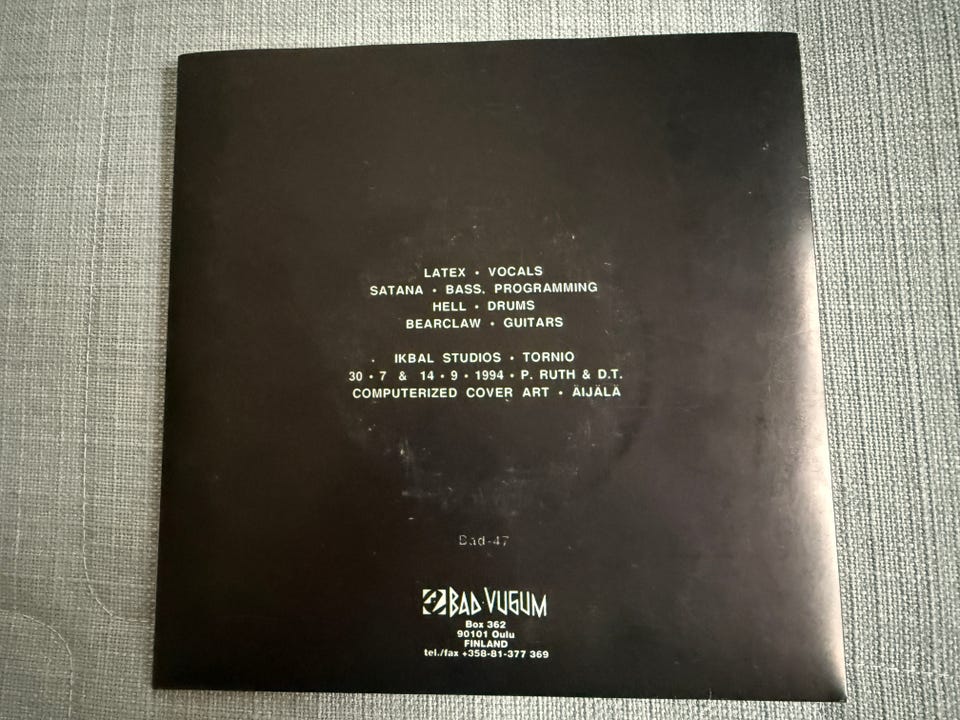 LATEX • VOCALS
SATANA • BASS. PROGRAMMING
HELL • DRUMS
BEARCLAW • GUITARS
IKBAL STUDIOS • TORNIO
30 • 7 & 14 • 9 • 1994 • P. RUTH & D.T.
COMPUTERIZED COVER ART • ÄIJÄLÄ
Bad-47
BAD·VUGUM
Box 362
90101 Oulu
FINLAND
tel./fax +358-81-377 369